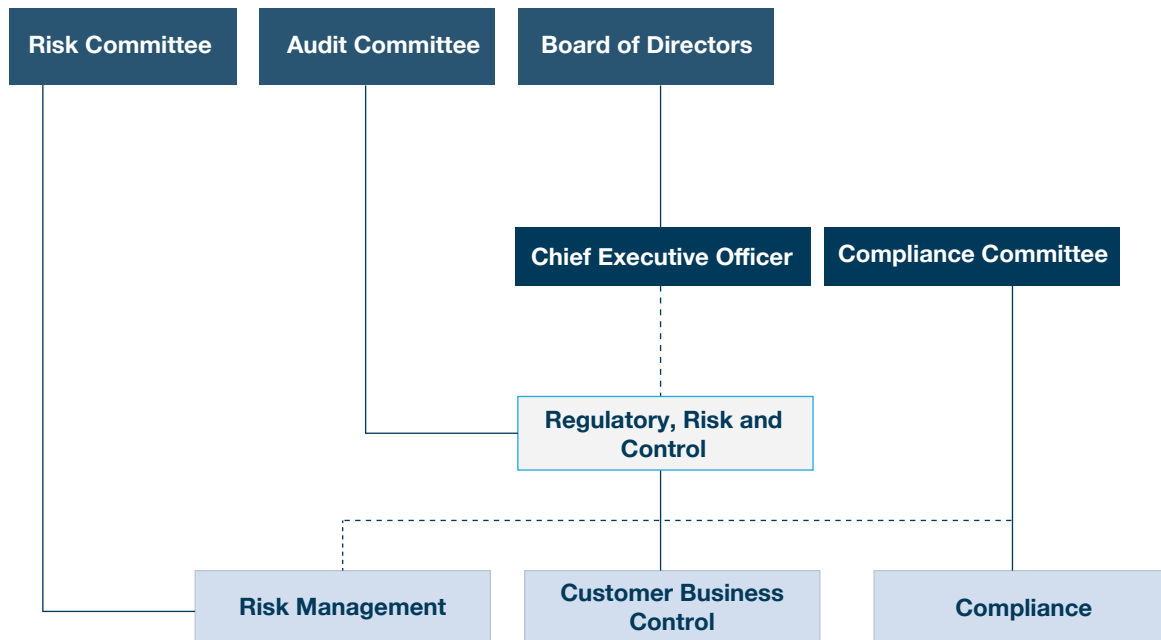 Risk Committee
Audit Committee
Board of Directors
Chief Executive Officer
Compliance Committee
Regulatory, Risk and
Control
Risk Management
Customer Business
Control
Compliance